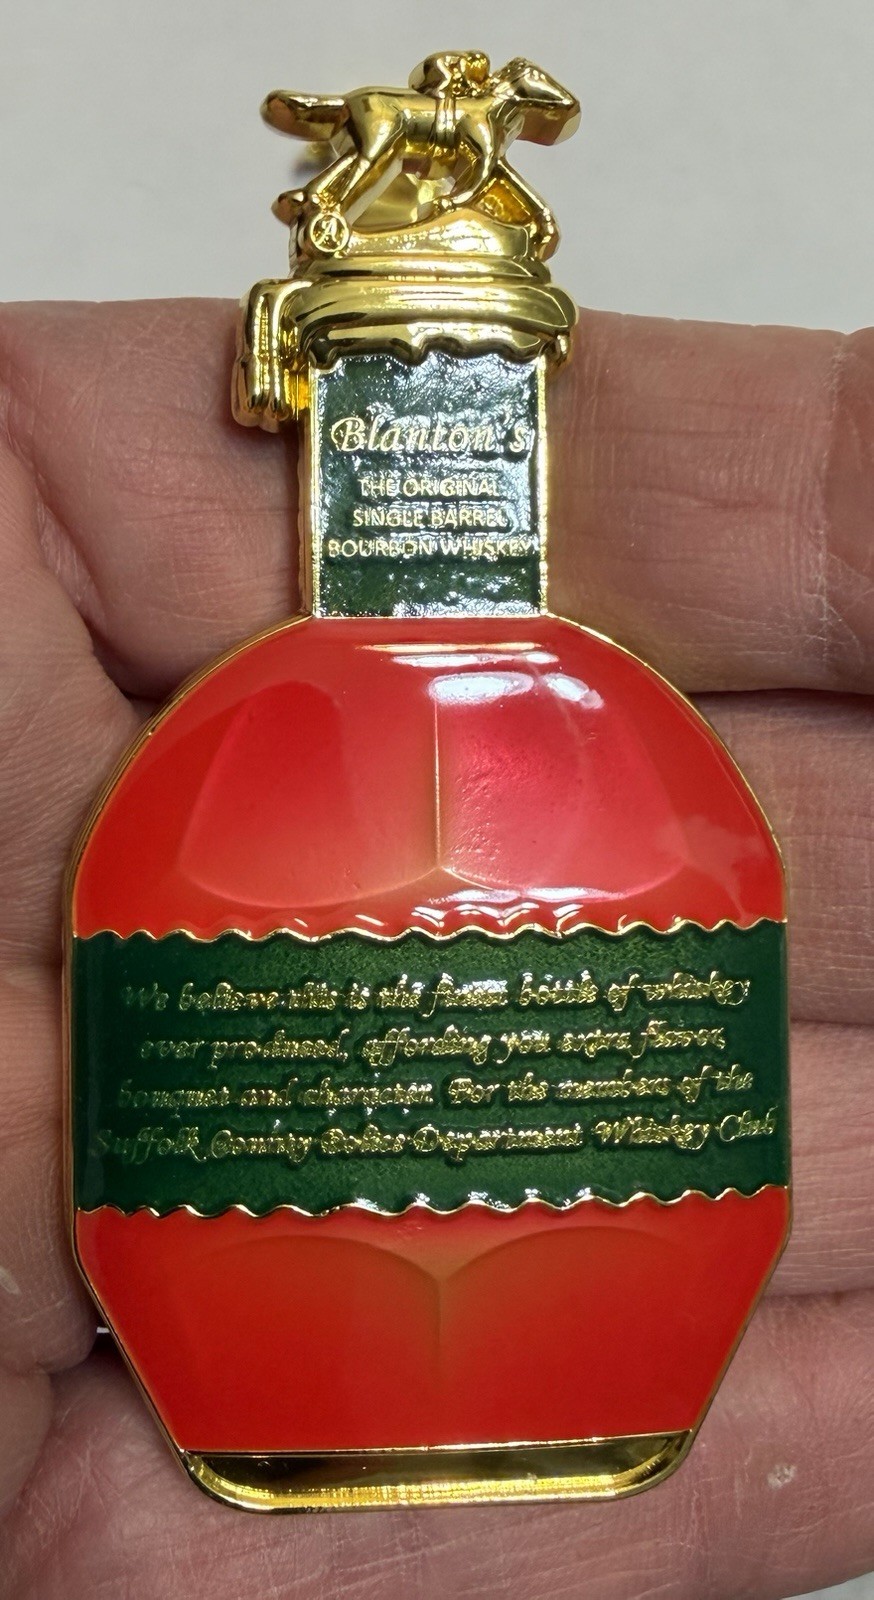 A
Blanton's
THE ORIGINAL
SINGLE BARREL
BOURBON WHISKEY
We believe this is the finest bottle of whiskey
ever produced, affording you extra flavor,
bouquet and character. For the members of the
Suffolk County Police Department Whiskey Club